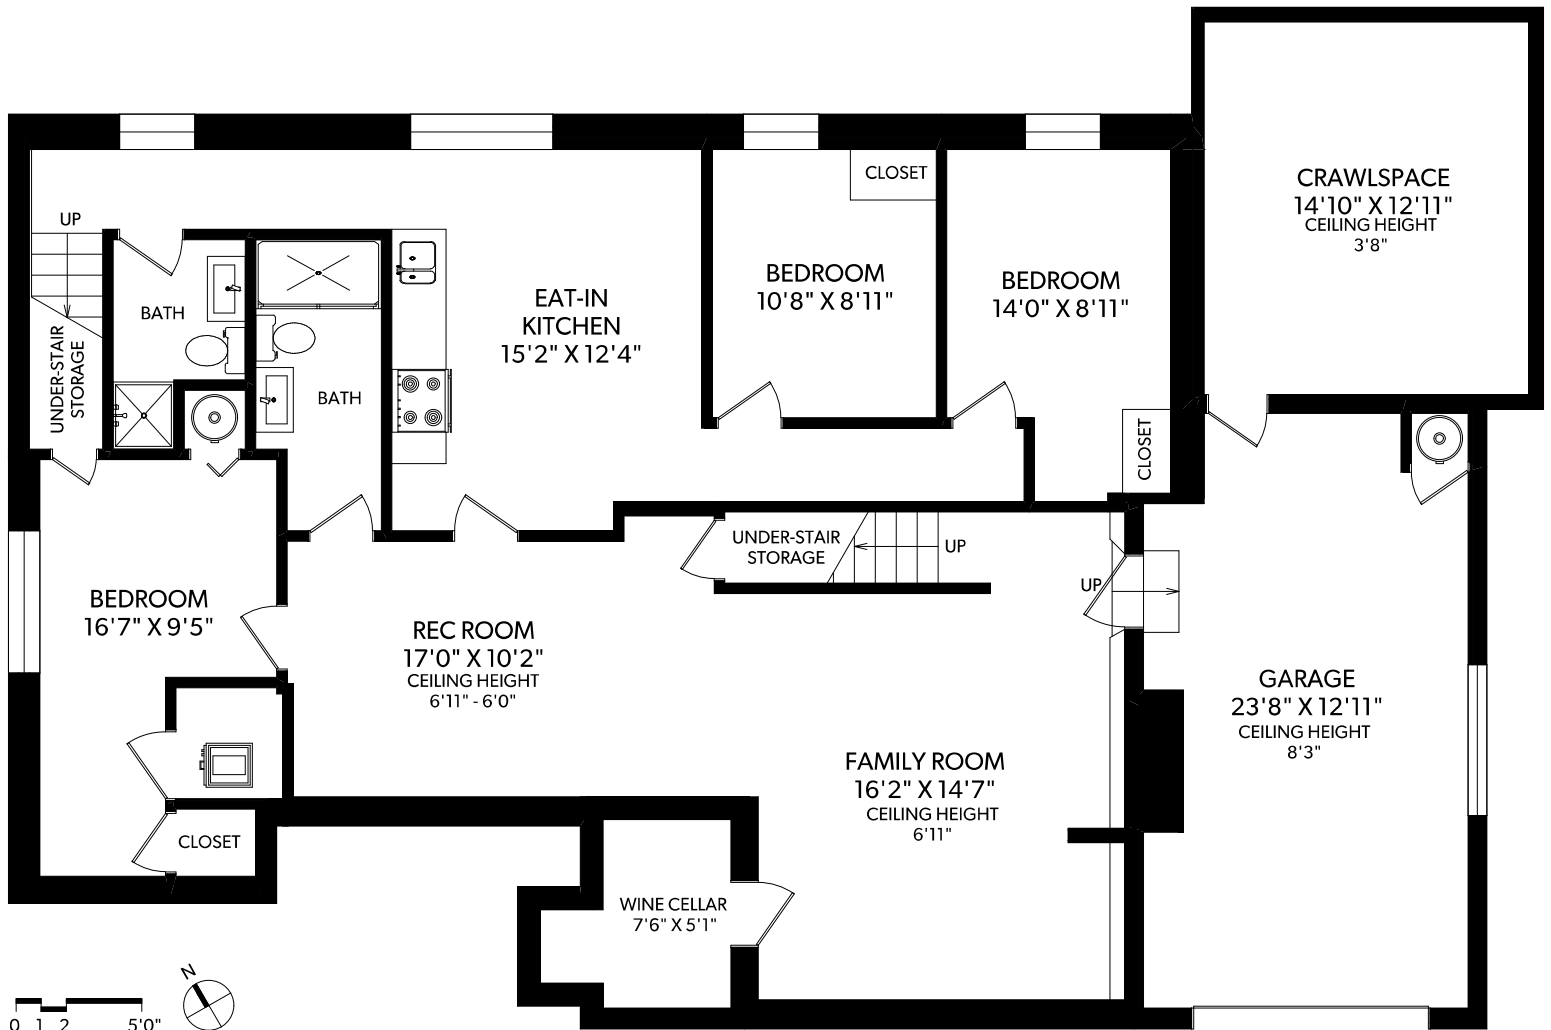 CRAWLSPACE
14'10" X 12'11"
CEILING HEIGHT
3'8"
CLOSET
UP
BEDROOM
10'8" X 8'11"
BEDROOM
14'0" X 8'11"
EAT-IN
KITCHEN
15'2" X 12'4"
BATH
UNDER-STAIR
STORAGE
BATH
CLOSET
UNDER-STAIR
STORAGE
UP
UP
BEDROOM
16'7" X 9'5"
REC ROOM
17'0" X 10'2"
CEILING HEIGHT
6'11" - 6'0"
GARAGE
23'8" X 12'11"
CEILING HEIGHT
8'3"
FAMILY ROOM
16'2" X 14'7"
CEILING HEIGHT
6'11"
CLOSET
WINE CELLAR
7'6" X 5'1"
N
0 1 2 5'0"